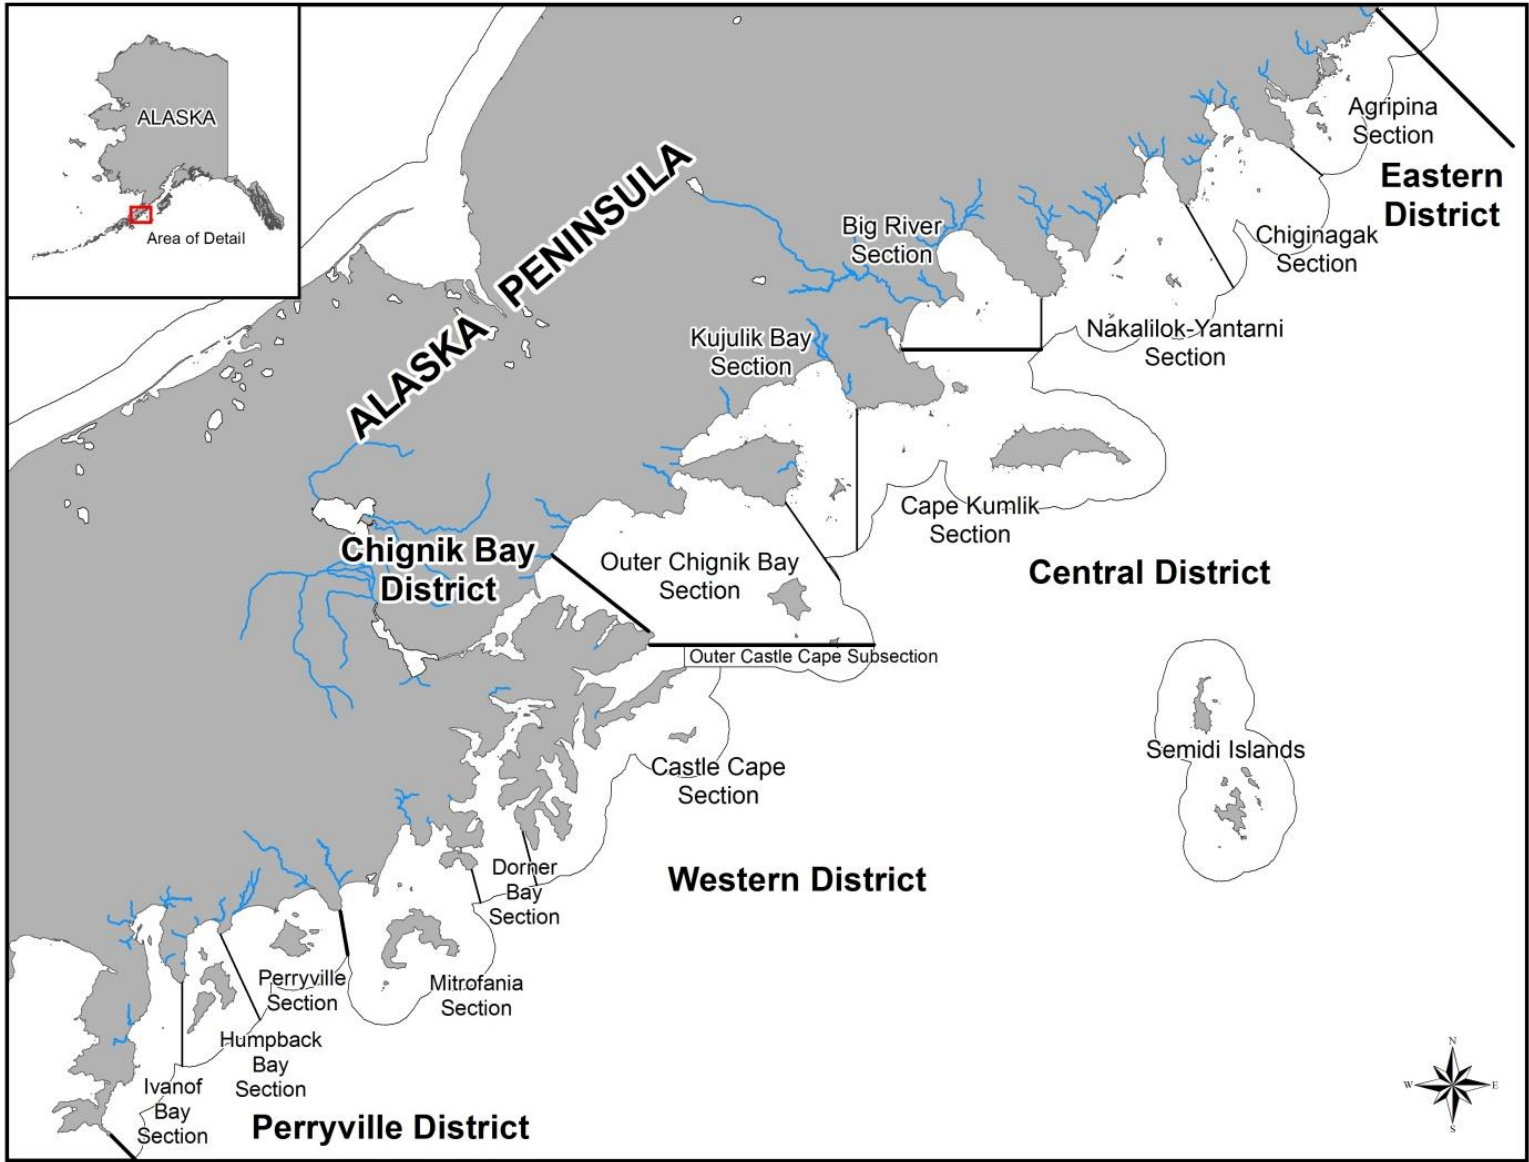 ALASKA
Area of Detail
ALASKA PENINSULA
Agripina
Section
Eastern
District
Chiginagak
Section
Big River
Section
Nakalilok-Yantarni
Section
Kujulik Bay
Section
Cape Kumlik
Section
Central District
Chignik Bay
District
Outer Chignik Bay
Section
Outer Castle Cape Subsection
Semidi Islands
Castle Cape
Section
Western District
Dorner
Bay
Section
Mitrofania
Section
Perryville
Section
Humpback
Bay
Section
Ivanof
Bay
Section
Perryville District
N
W
E
S